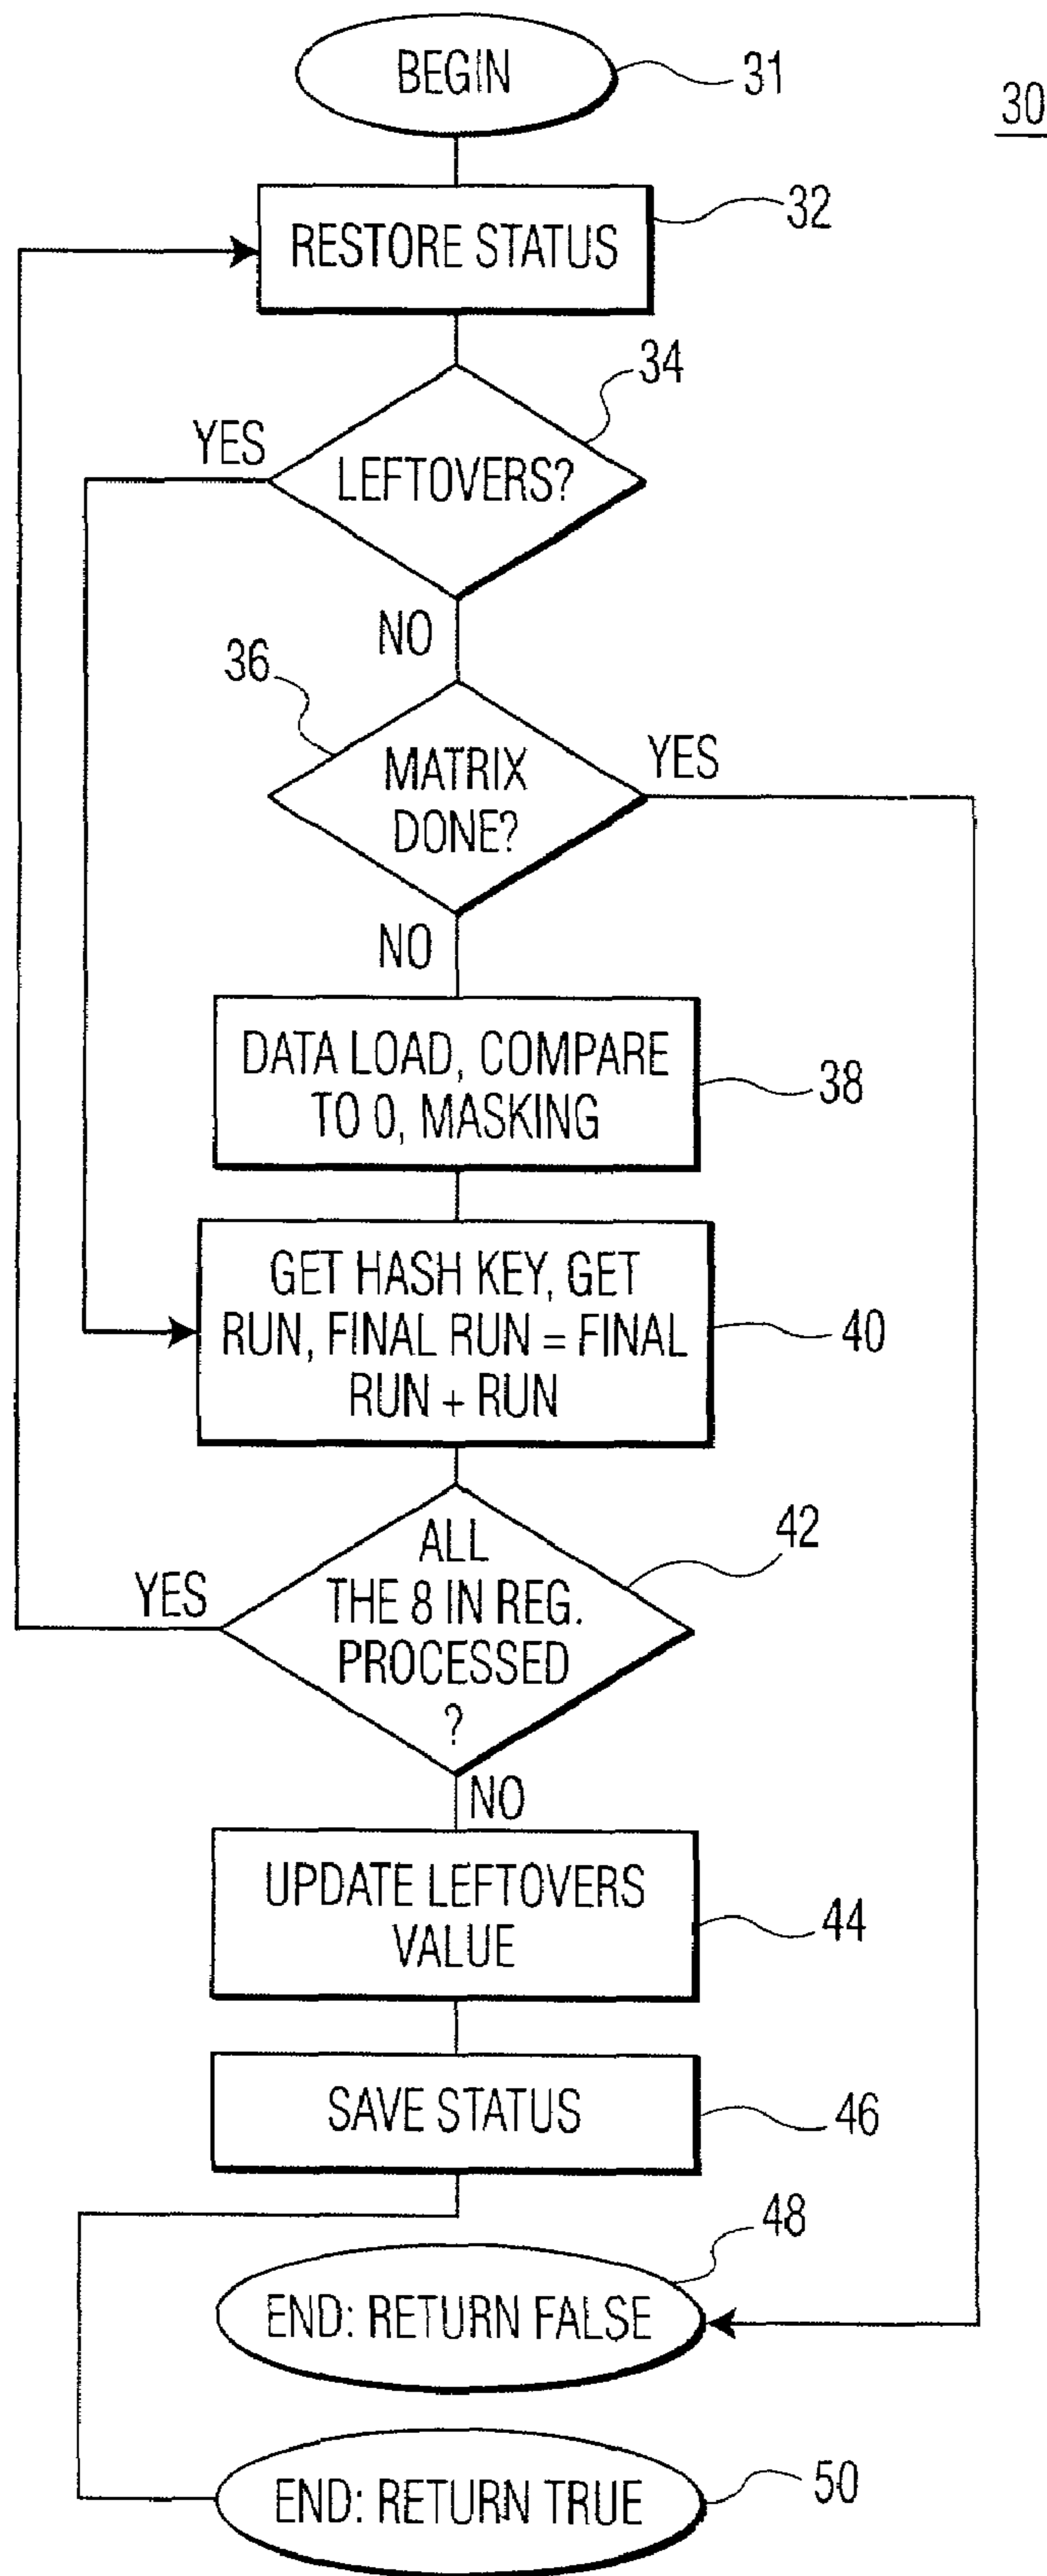 BEGIN
31
30
32
RESTORE STATUS
34
YES
LEFTOVERS?
NO
36
MATRIX
DONE?
YES
NO
DATA LOAD, COMPARE
TO 0, MASKING
38
GET HASH KEY, GET
RUN, FINAL RUN = FINAL
RUN + RUN
40
ALL
THE 8 IN REG.
PROCESSED
?
42
YES
NO
UPDATE LEFTOVERS
VALUE
44
SAVE STATUS
46
48
END: RETURN FALSE
END: RETURN TRUE
50